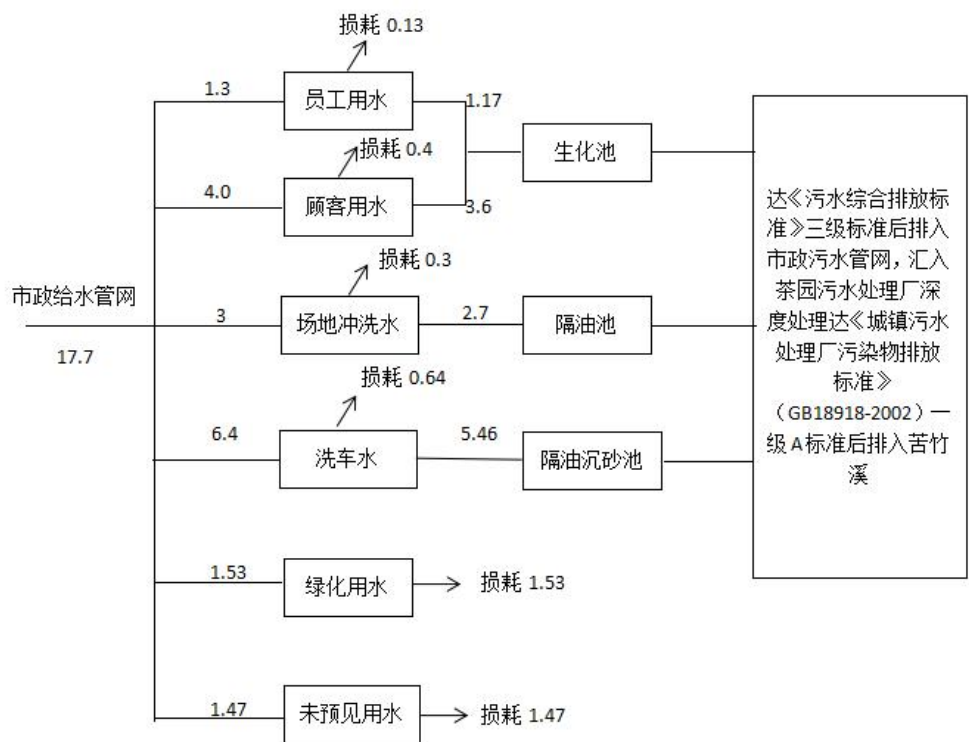 损耗 0.13
1.3
员工用水
1.17
损耗 0.4
生化池
4.0
顾客用水
3.6
损耗 0.3
市政给水管网
17.7
3
场地冲洗水
2.7
隔油池
损耗 0.64
6.4
洗车水
5.46
隔油沉砂池
1.53
绿化用水
损耗 1.53
1.47
未预见用水
损耗 1.47
达《污水综合排放标
准》三级标准后排入
市政污水管网，汇入
茶园污水处理厂深
度处理达《城镇污水
处理厂污染物排放
标准》
（GB18918-2002）一
级 A 标准后排入苦竹
溪